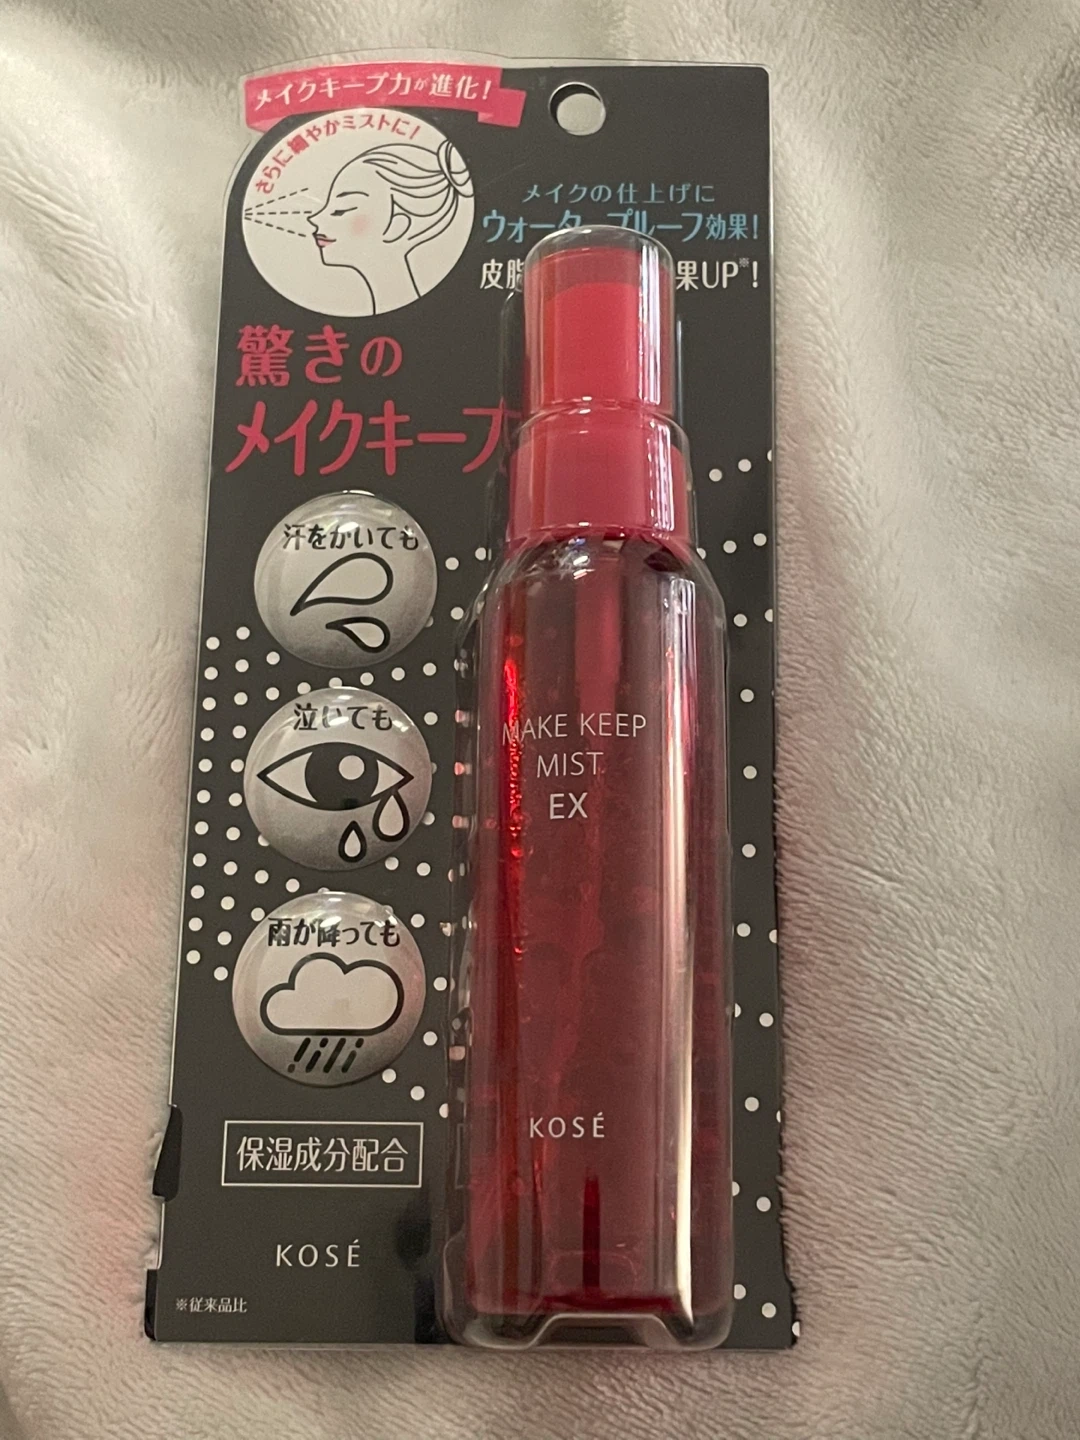 メイクキープ力が進化!
さらに細やかミストに!
メイクの仕上げに
ウォータープルーフ効果!
皮脂 果UP※!
驚きの
メイクキープ
汗をかいても
泣いても
雨が降っても
MAKE KEEP
MIST
EX
KOSÉ
保湿成分配合
KOSÉ
※従来品比